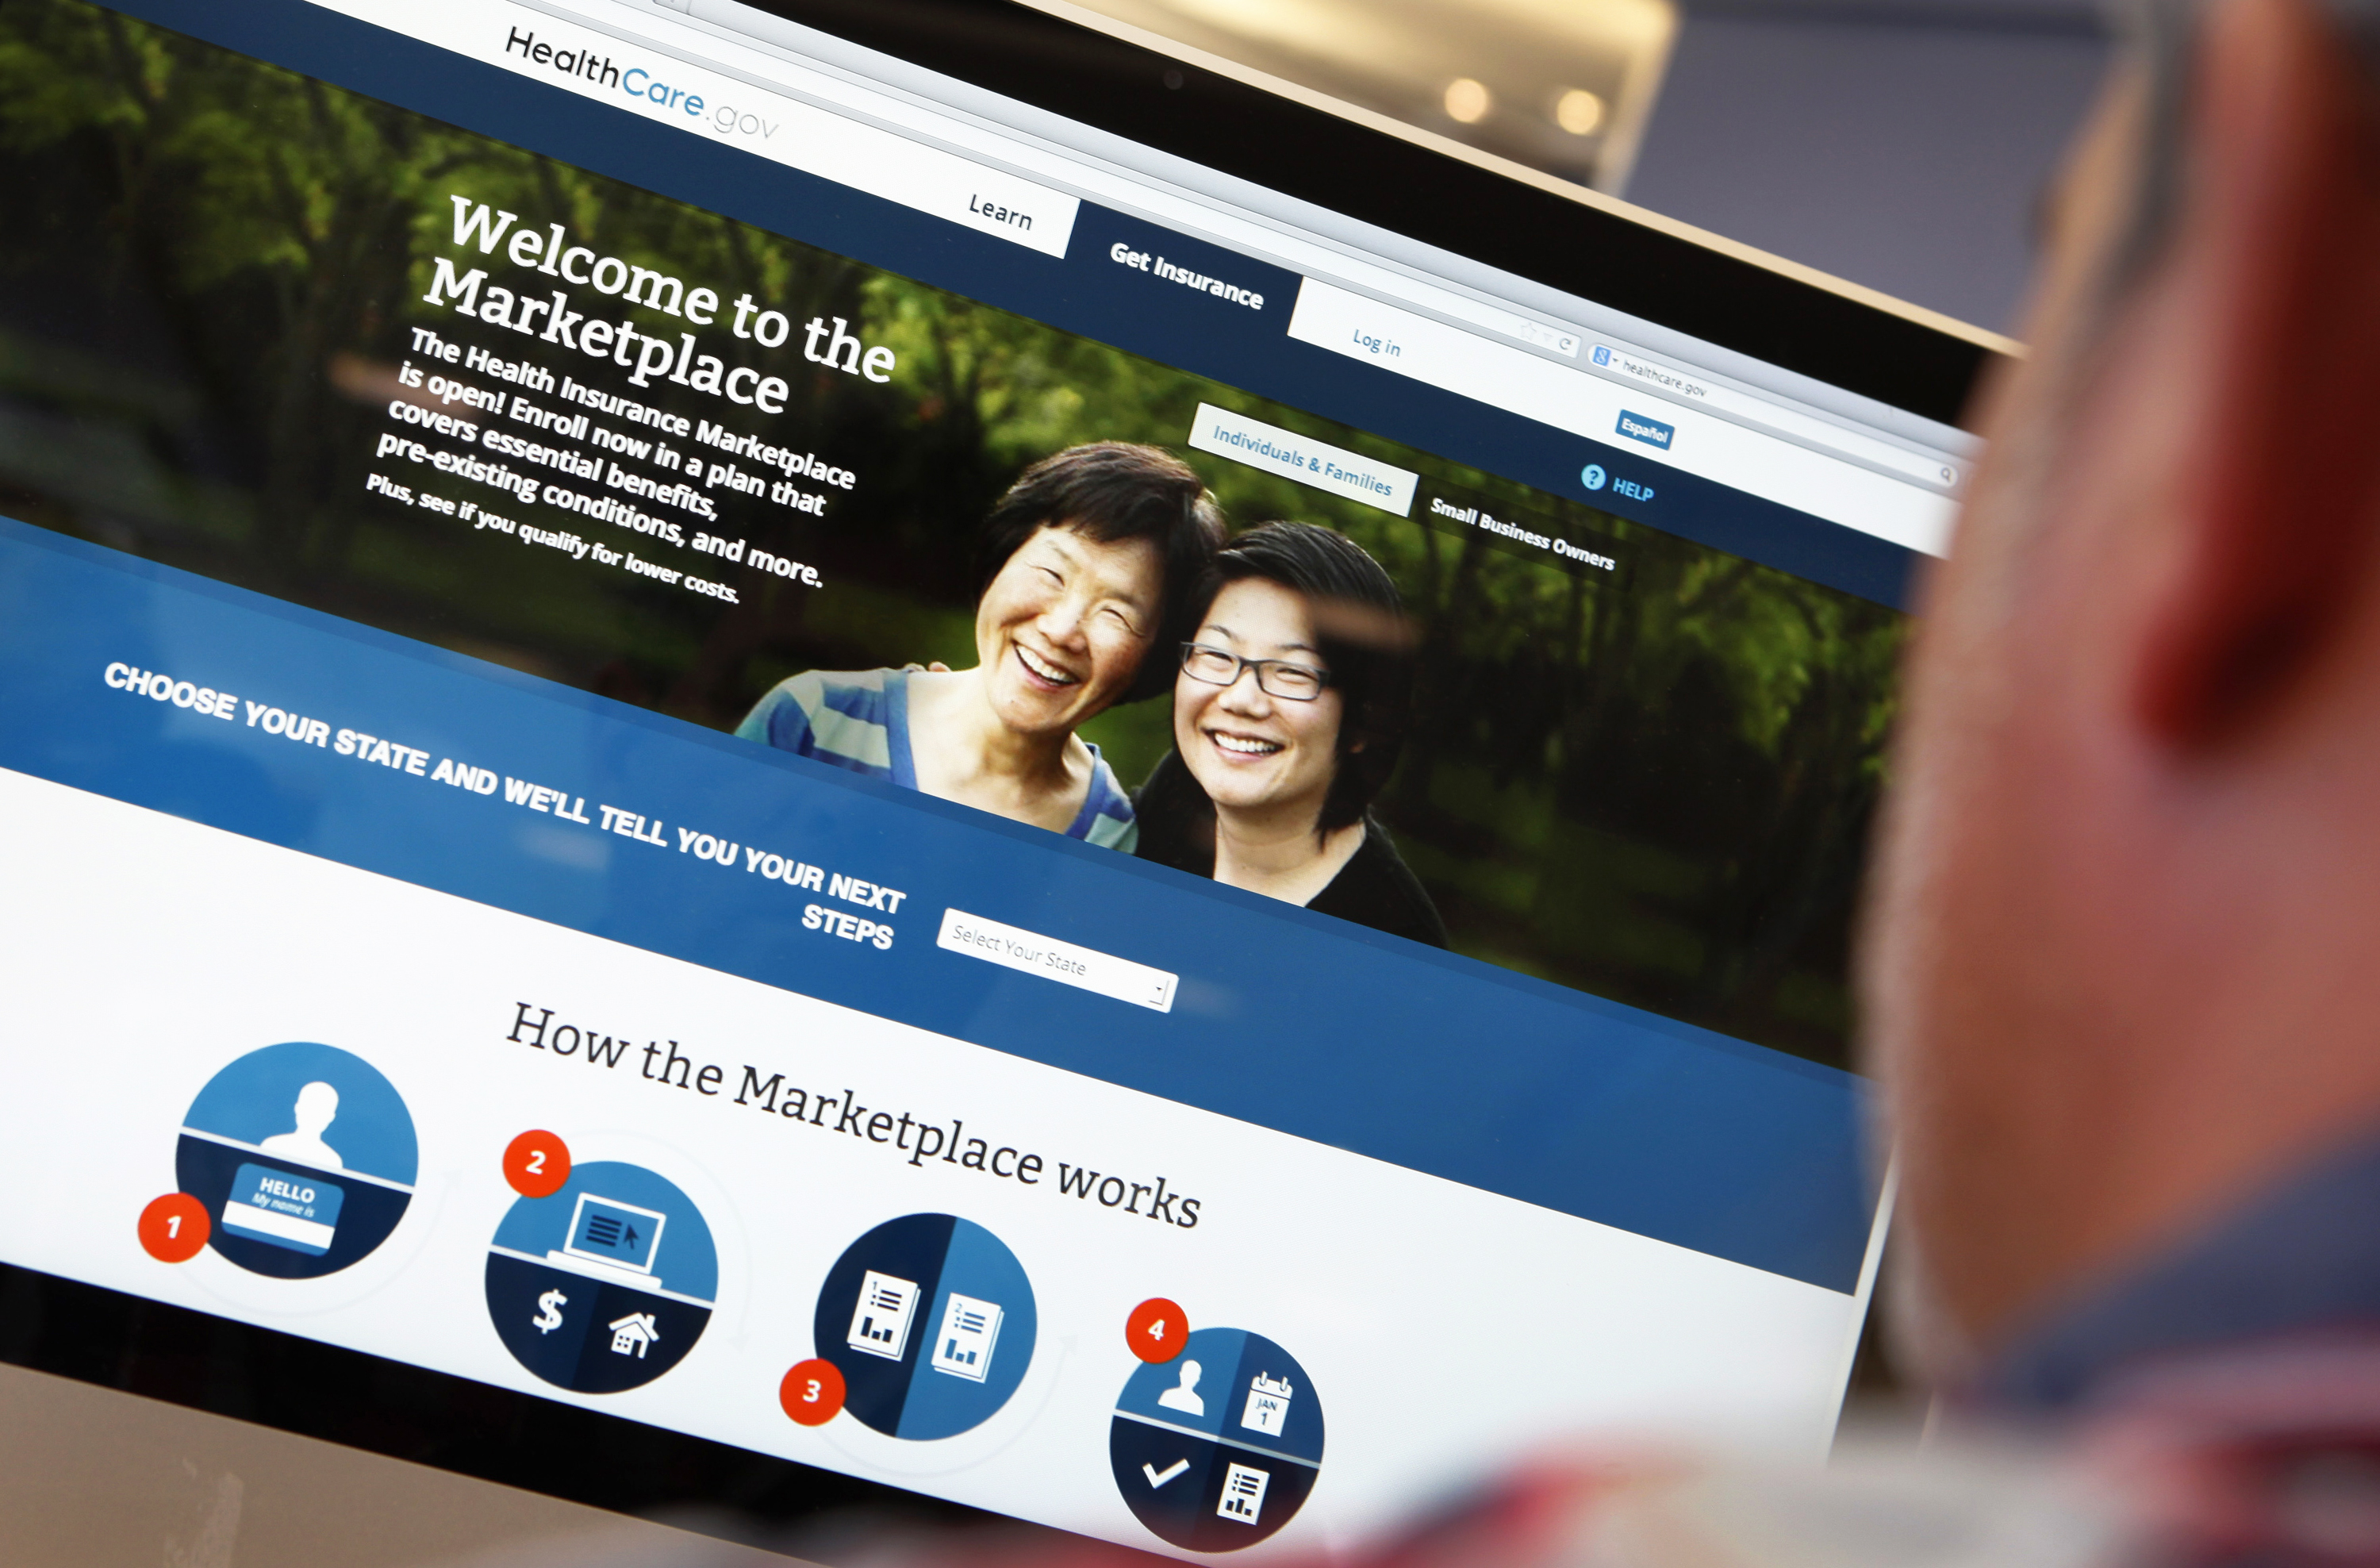 HealthCare.gov
Learn
Get Insurance
Log in
healthcare.gov
Español
Individuals & Families
Small Business Owners
HELP
Welcome to the
Marketplace
The Health Insurance Marketplace
is open! Enroll now in a plan that
covers essential benefits,
pre-existing conditions, and more.
Plus, see if you qualify for lower costs.
CHOOSE YOUR STATE AND WE'LL TELL YOU YOUR NEXT
STEPS
Select Your State
How the Marketplace works
1
HELLO
My name is
2
$
3
1
2
4
JAN
1